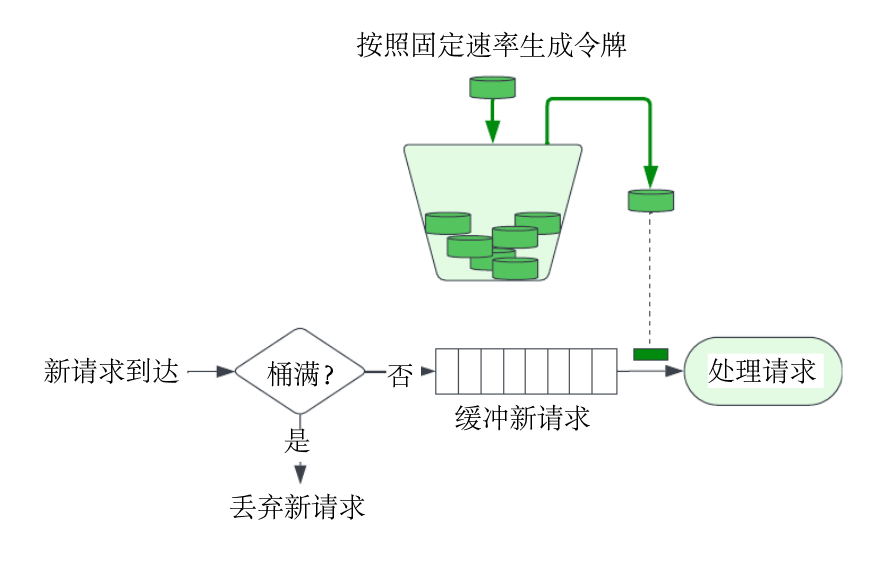 按照固定速率生成令牌
新请求到达
桶满?
否
处理请求
缓冲新请求
是
丢弃新请求